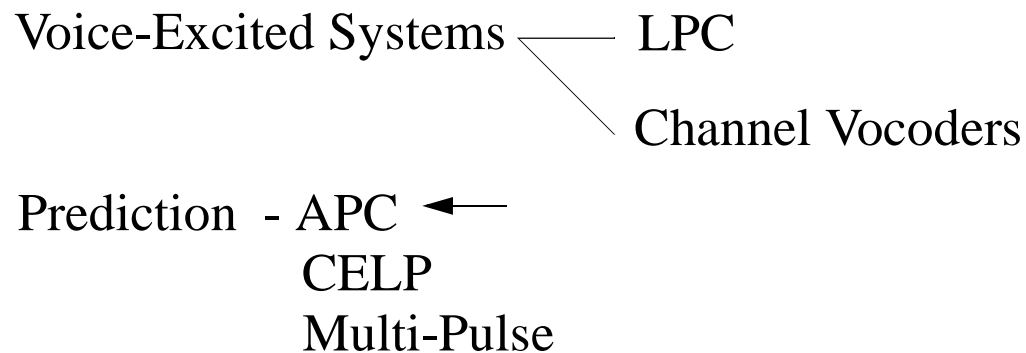 Voice-Excited Systems LPC
Channel Vocoders
Prediction - APC
CELP
Multi-Pulse